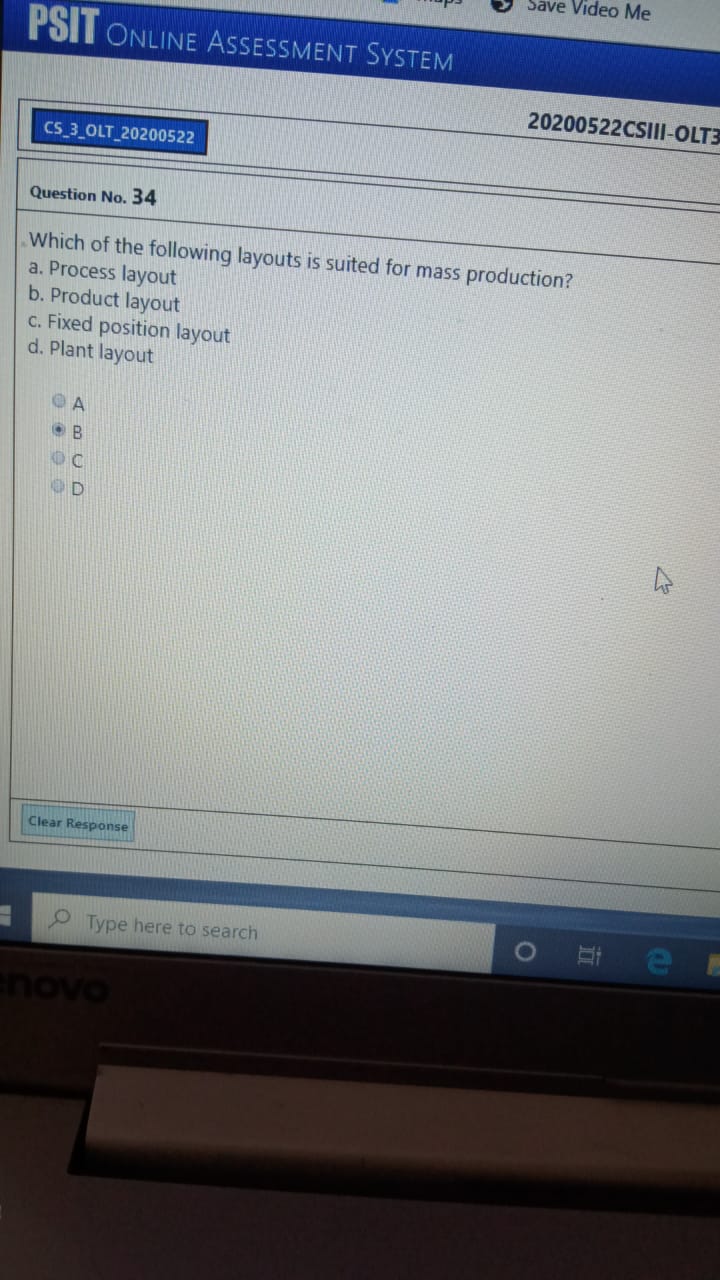 Save Video Me
PSIT ONLINE ASSESSMENT SYSTEM
20200522CSIII-OLT3
CS_3_OLT_20200522
Question No. 34
Which of the following layouts is suited for mass production?
a. Process layout
b. Product layout
c. Fixed position layout
d. Plant layout
A
B
C
D
Clear Response
Type here to search
enovo